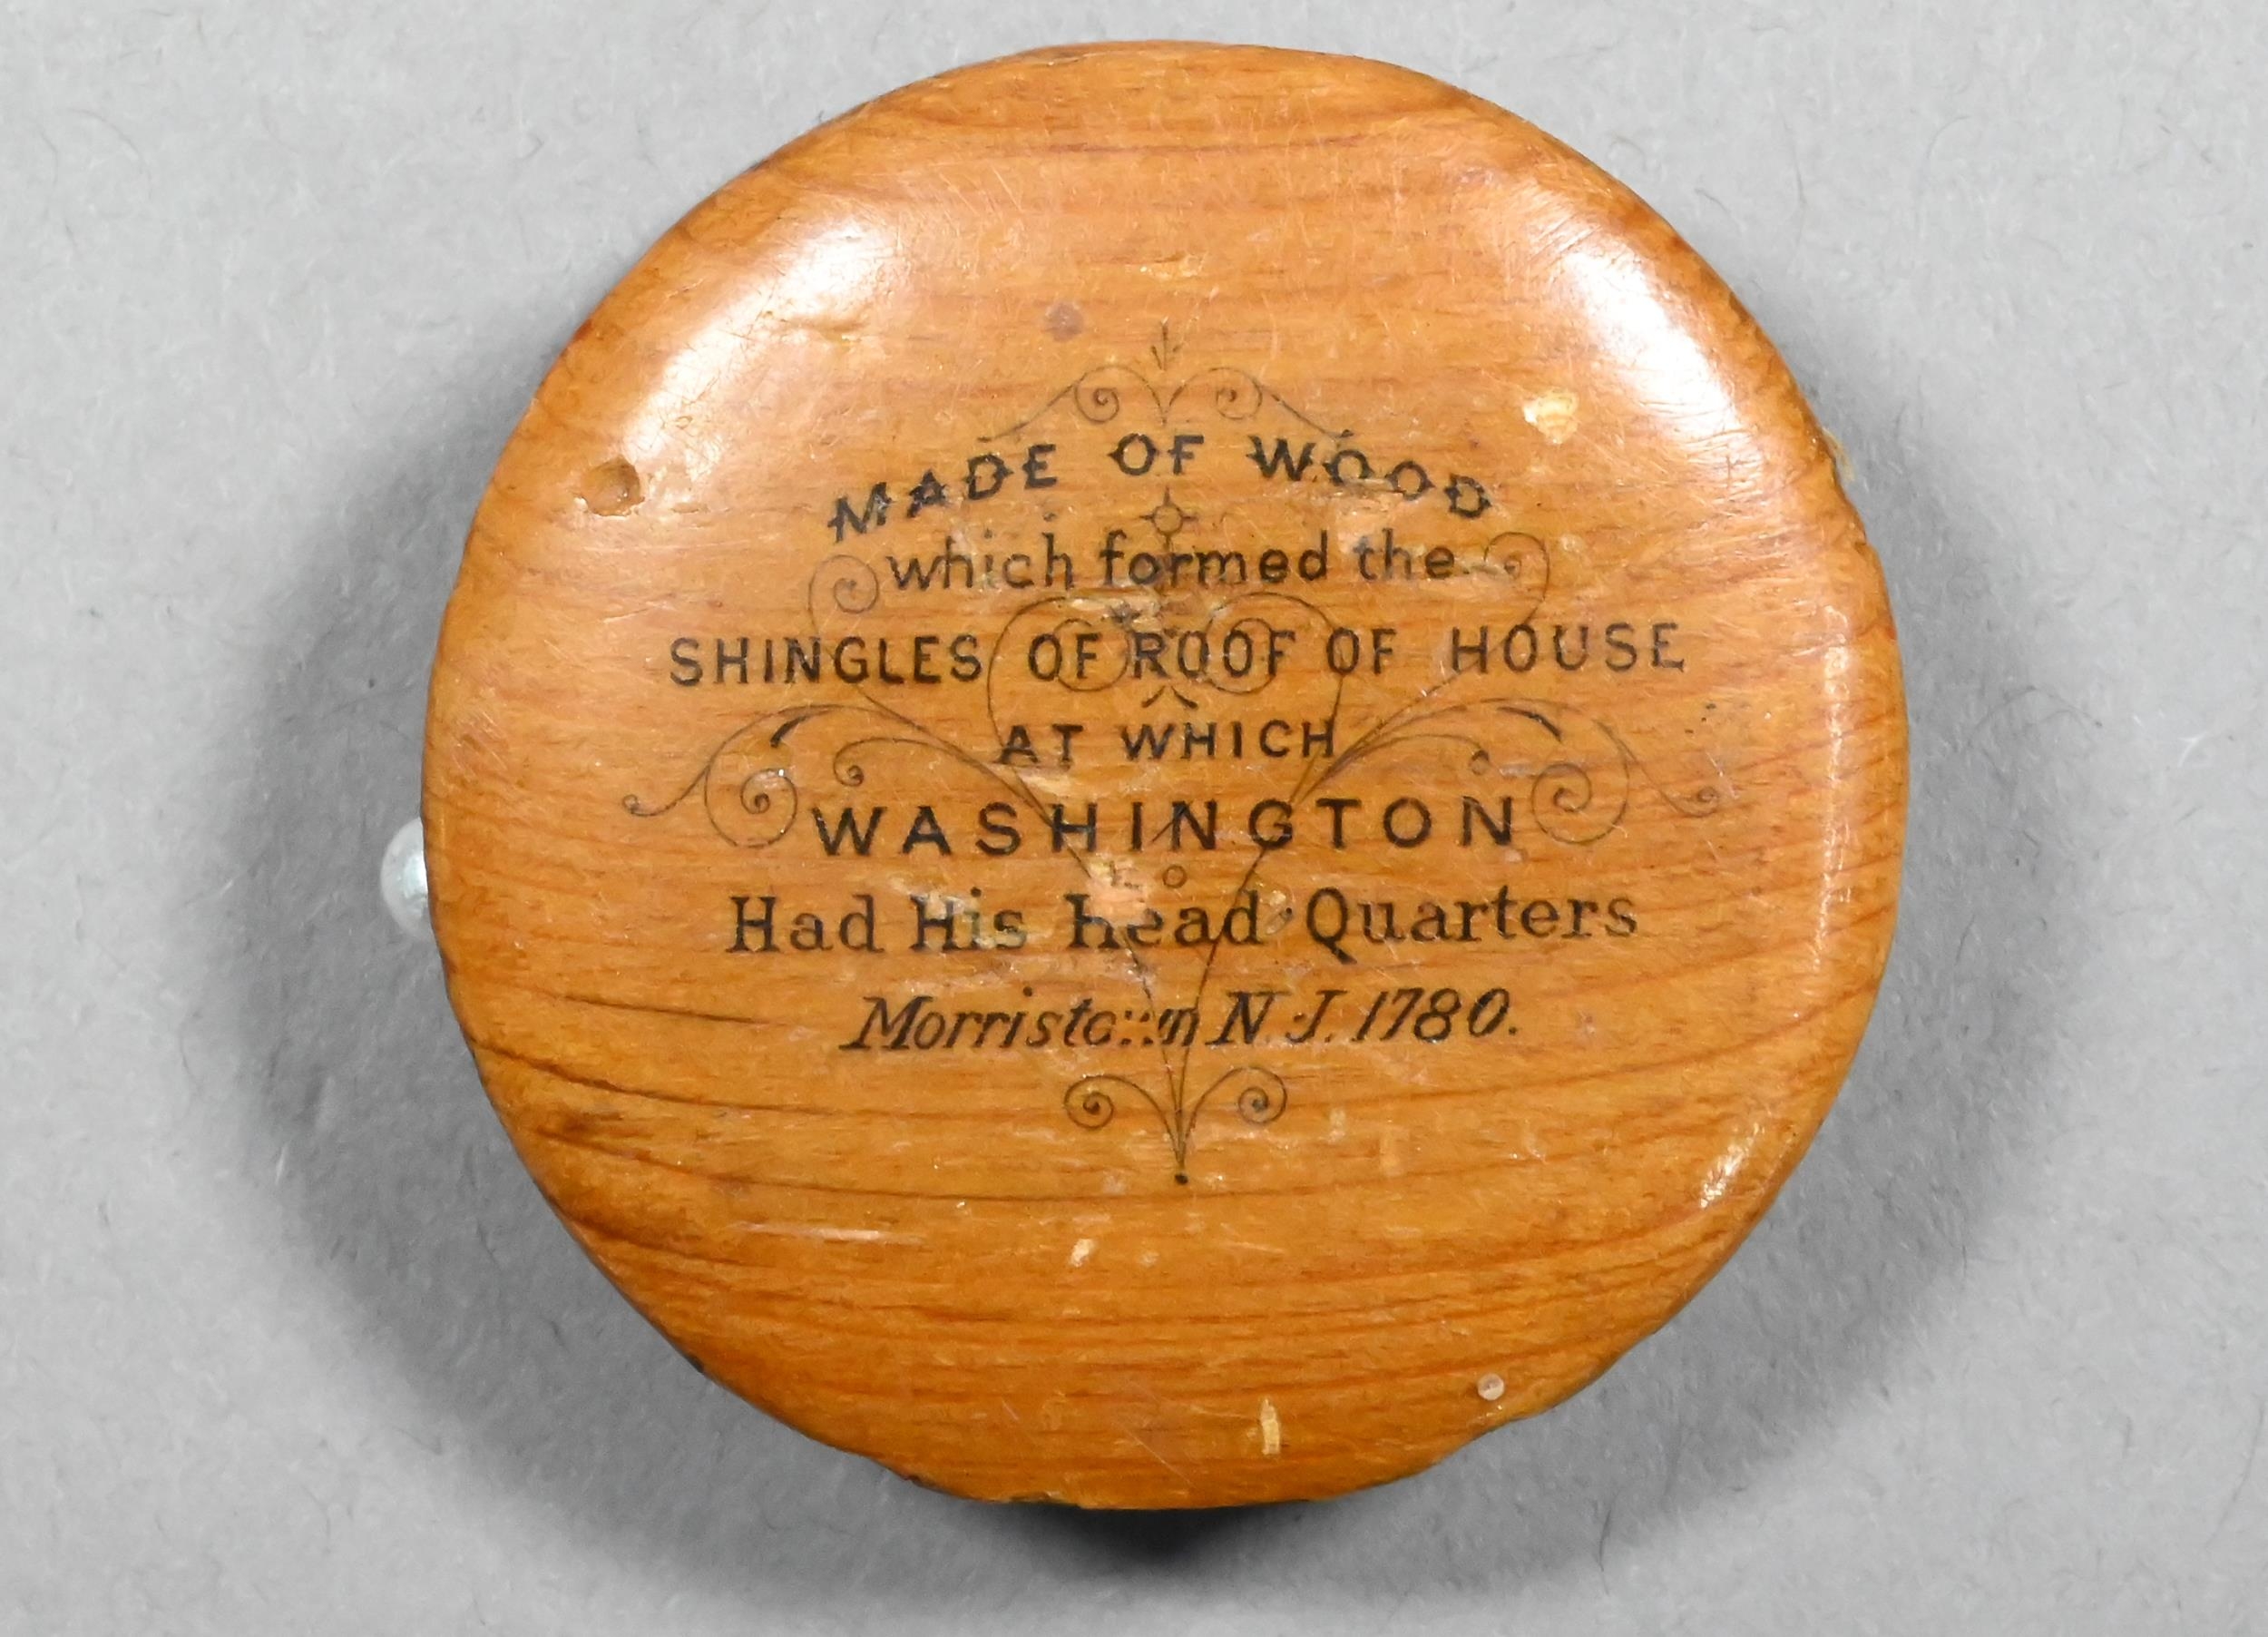 MADE OF WOOD
which formed the
SHINGLES OF ROOF OF HOUSE
AT WHICH
WASHINGTON
Had His Head Quarters
Morristown N.J. 1780.